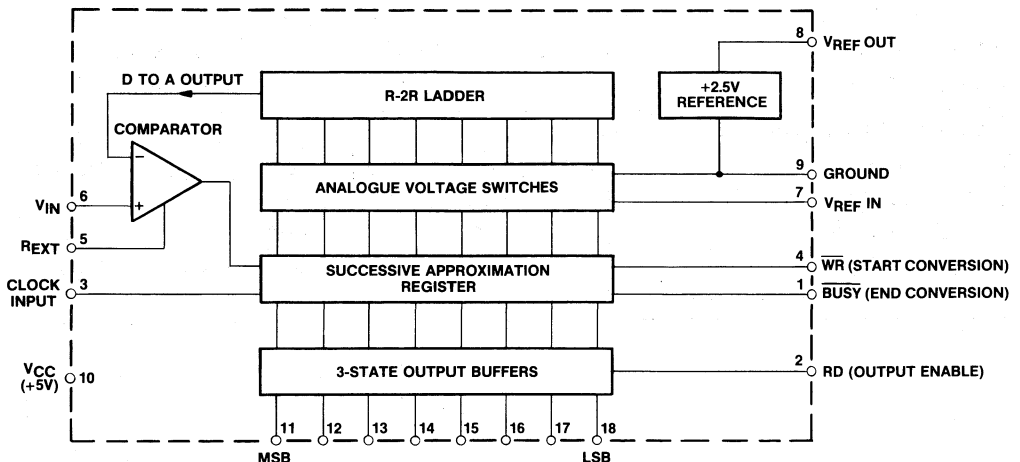 8
VREF OUT
D TO A OUTPUT
R-2R LADDER
+2.5V
REFERENCE
COMPARATOR
−
+
ANALOGUE VOLTAGE SWITCHES
9
GROUND
7
VREF IN
6
VIN
5
REXT
4
W̅R̅ (START CONVERSION)
SUCCESSIVE APPROXIMATION
REGISTER
CLOCK
INPUT
3
1
B̅U̅S̅Y̅ (END CONVERSION)
VCC
(+5V)
10
3-STATE OUTPUT BUFFERS
2
RD (OUTPUT ENABLE)
11 12 13 14 15 16 17 18
MSB LSB